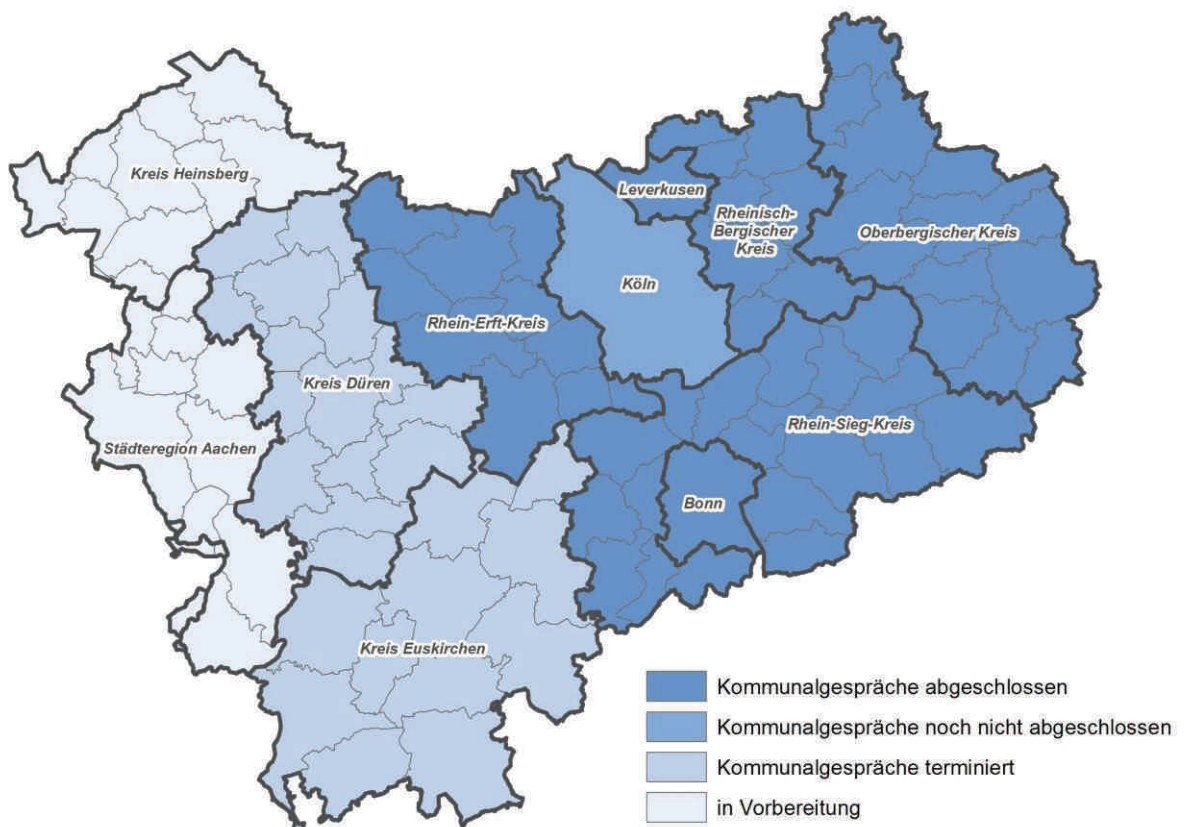 Kreis Heinsberg
Leverkusen
Rheinisch-
Bergischer
Kreis
Oberbergischer Kreis
Köln
Rhein-Erft-Kreis
Kreis Düren
Rhein-Sieg-Kreis
Städteregion Aachen
Bonn
Kreis Euskirchen
Kommunalgespräche abgeschlossen
Kommunalgespräche noch nicht abgeschlossen
Kommunalgespräche terminiert
in Vorbereitung